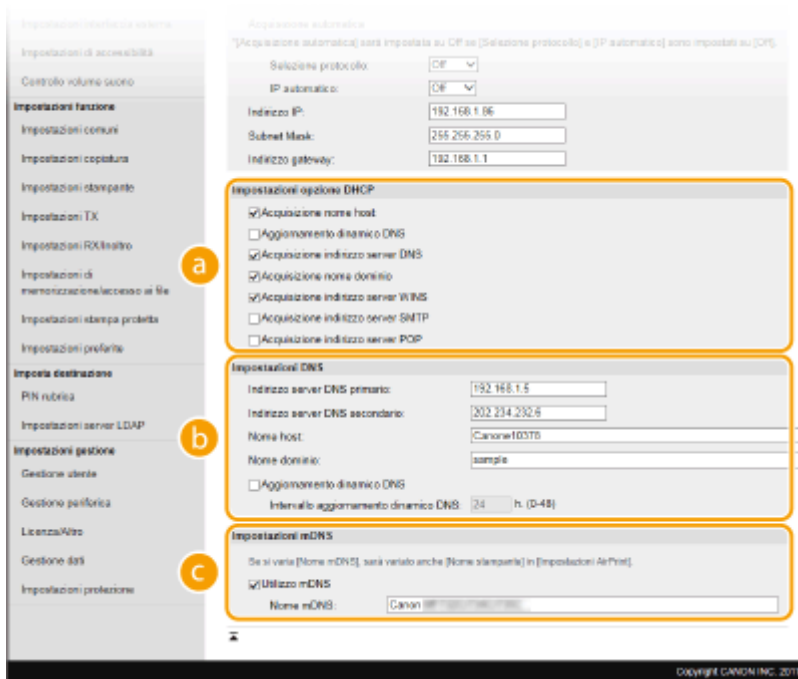 Impostazioni di accessibilità
Controllo volume suono
Impostazioni funzione
Impostazioni comuni
Impostazioni copiatura
Impostazioni stampante
Impostazioni TX
Impostazioni RX/Inoltro
Impostazioni di
memorizzazione/accesso ai file
Impostazioni stampa protetta
Impostazioni preferite
Imposta destinazione
PIN rubrica
Impostazioni server LDAP
Impostazioni gestione
Gestione utente
Gestione periferica
Licenza/Altro
Gestione dati
Impostazioni protezione
Acquisizione automatica
*[Acquisizione automatica] sarà impostata su Off se [Selezione protocollo] e [IP automatico] sono impostati su [Off].
Selezione protocollo: Off
IP automatico: Off
Indirizzo IP: 192.168.1.86
Subnet Mask: 255.255.255.0
Indirizzo gateway: 192.168.1.1
a
Impostazioni opzione DHCP
Acquisizione nome host
Aggiornamento dinamico DNS
Acquisizione indirizzo server DNS
Acquisizione nome dominio
Acquisizione indirizzo server WINS
Acquisizione indirizzo server SMTP
Acquisizione indirizzo server POP
b
Impostazioni DNS
Indirizzo server DNS primario: 192.168.1.5
Indirizzo server DNS secondario: 202.234.232.6
Nome host: Canone10378
Nome dominio: sample
Aggiornamento dinamico DNS
Intervallo aggiornamento dinamico DNS: 24 h. (0-48)
c
Impostazioni mDNS
Se si varia [Nome mDNS], sarà variato anche [Nome stampante] in [Impostazioni AirPrint].
Utilizzo mDNS
Nome mDNS: Canon
Copyright CANON INC. 201